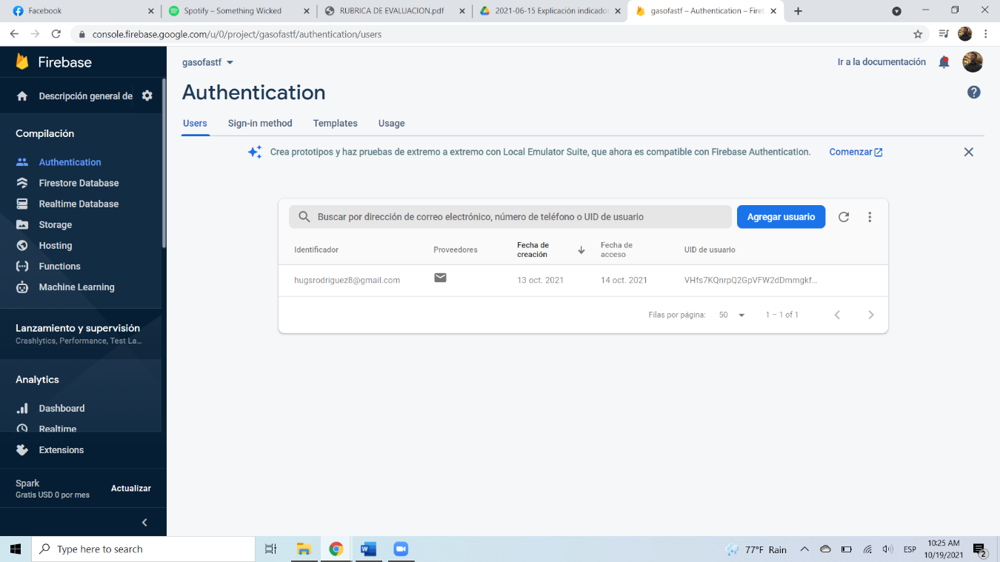 Facebook
Spotify – Something Wicked
RUBRICA DE EVALUACION.pdf
2021-06-15 Explicación indicador
gasofastf – Authentication – Fire
console.firebase.google.com/u/0/project/gasofastf/authentication/users
Firebase
gasofastf
Ir a la documentación
Descripción general de
Authentication
Users
Sign-in method
Templates
Usage
Crea prototipos y haz pruebas de extremo a extremo con Local Emulator Suite, que ahora es compatible con Firebase Authentication.
Comenzar
Compilación
Authentication
Firestore Database
Realtime Database
Storage
Hosting
Functions
Machine Learning
Lanzamiento y supervisión
Crashlytics, Performance, Test La...
Analytics
Dashboard
Realtime
Extensions
Spark
Gratis USD 0 por mes
Actualizar
Buscar por dirección de correo electrónico, número de teléfono o UID de usuario
Agregar usuario
Identificador
Proveedores
Fecha de
creación
Fecha de
acceso
UID de usuario
hugsrodriguez8@gmail.com
13 oct. 2021
14 oct. 2021
VHfs7KQnrpQ2GpVFW2dDmmgkf...
Filas por página:
50
1 – 1 of 1
Type here to search
77°F Rain
ESP
10:25 AM
10/19/2021
2